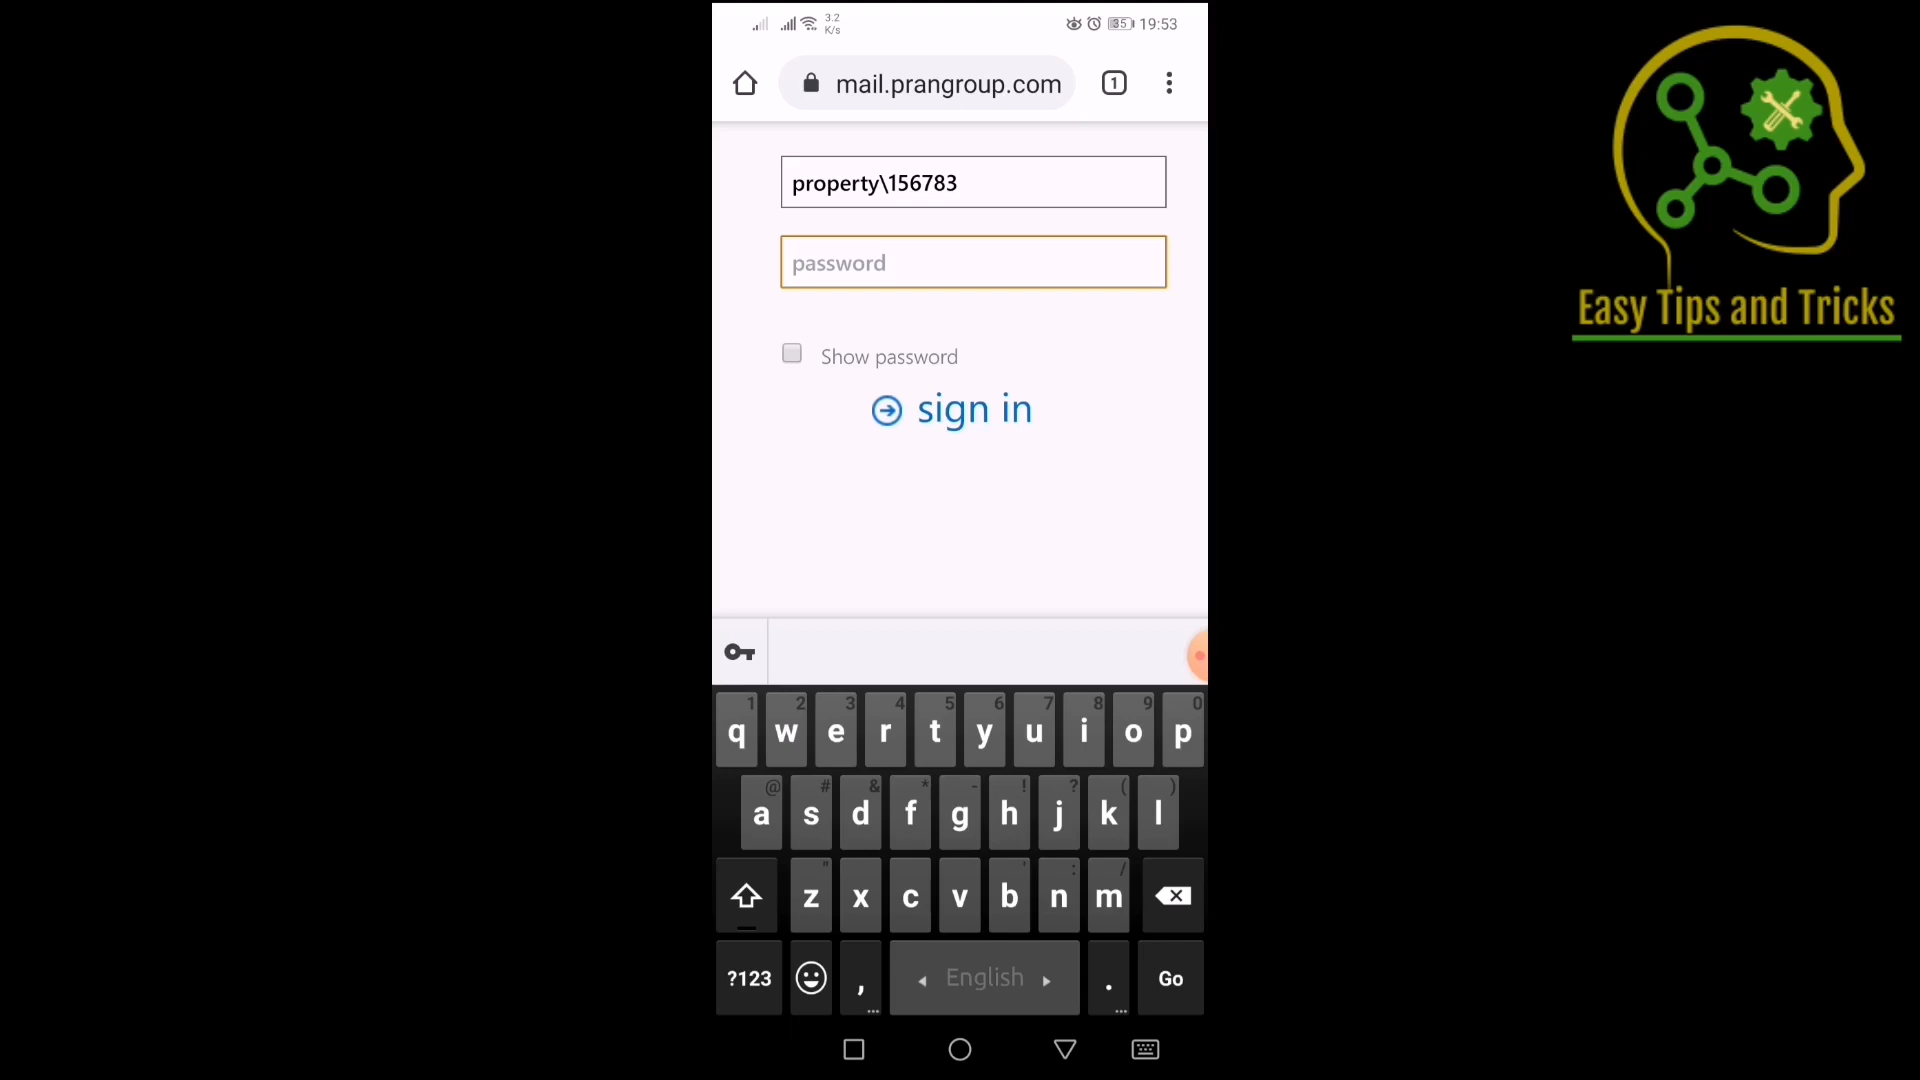 3.2
K/s
35
19:53
mail.prangroup.com
1
property\156783
password
Show password
sign in
Easy Tips and Tricks
1 2 3 4 5 6 7 8 9 0
q w e r t y u i o p
@ # & * - ! ? ( )
a s d f g h j k l
" ' : /
z x c v b n m
?123 , English . Go